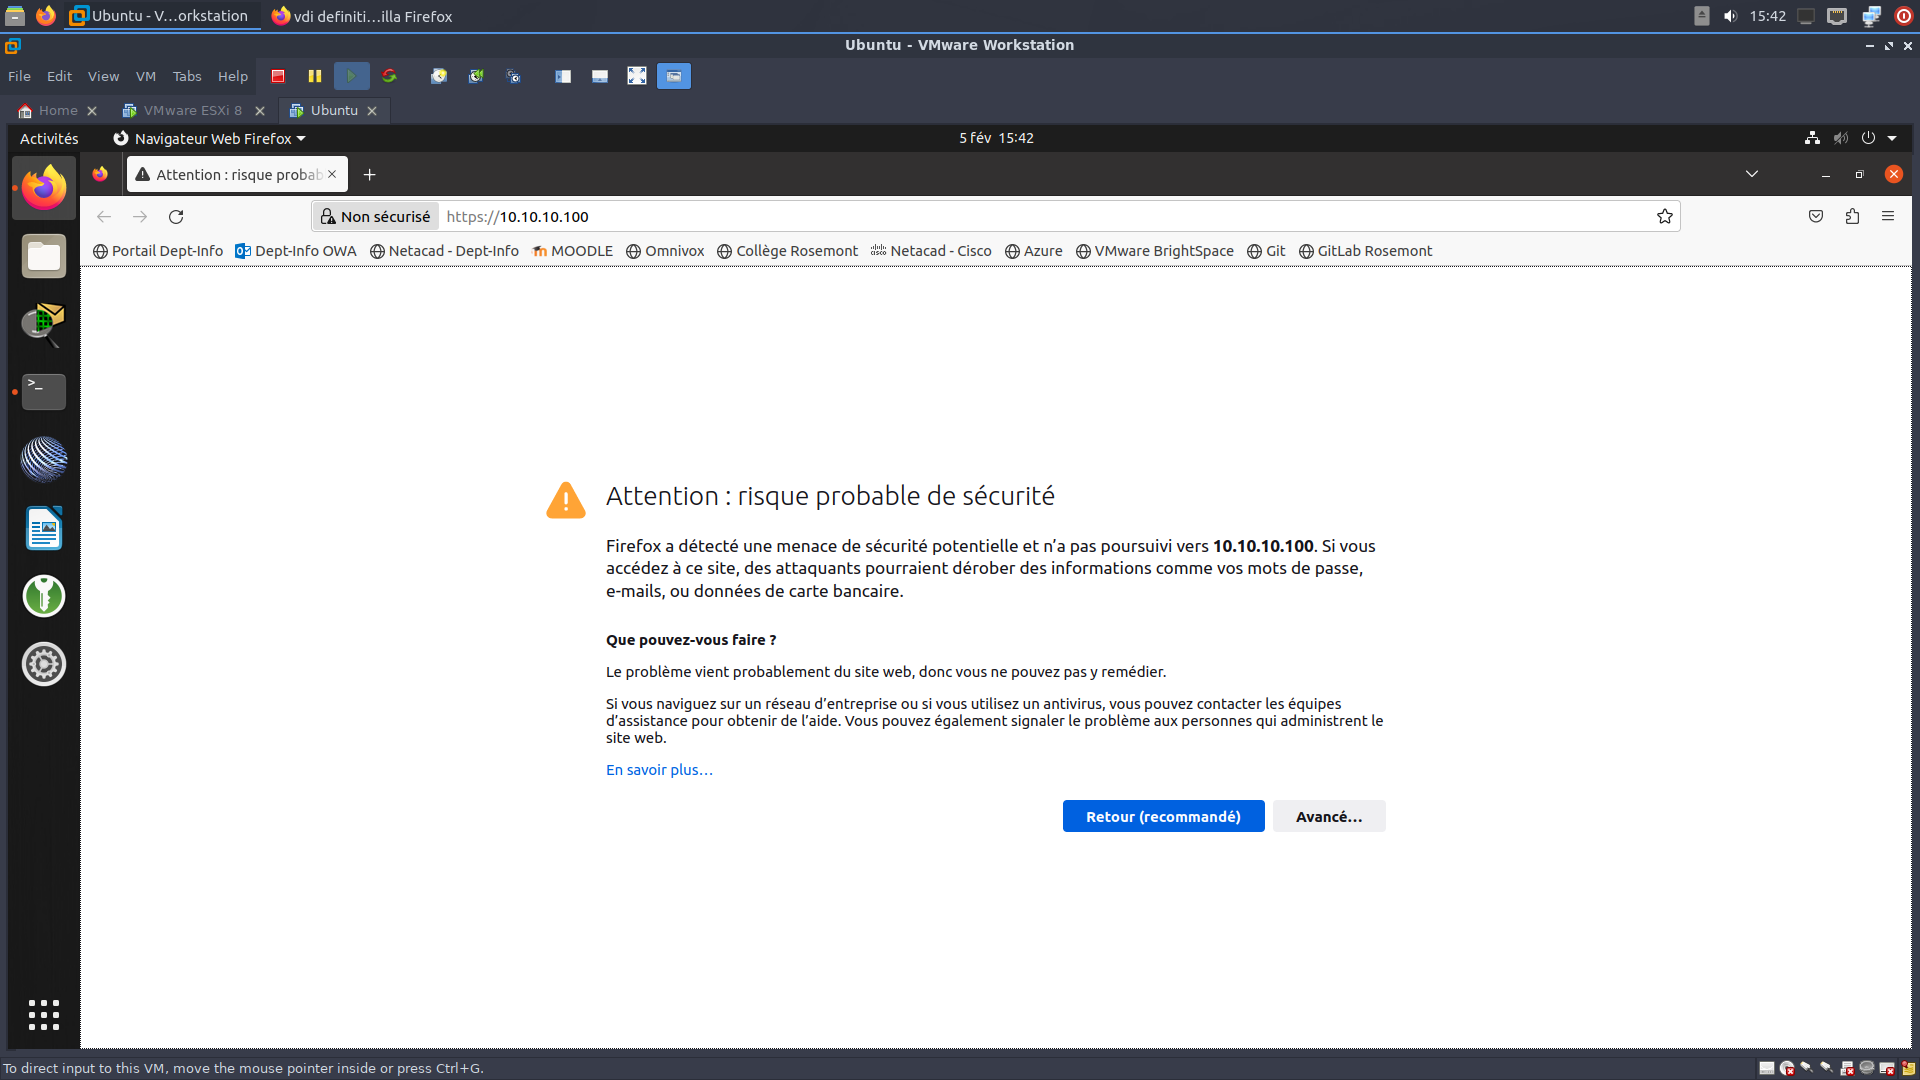 Ubuntu - V...orkstation
vdi definiti...illa Firefox
15:42
Ubuntu - VMware Workstation
File Edit View VM Tabs Help
Home
VMware ESXi 8
Ubuntu
Activités
Navigateur Web Firefox
5 fév 15:42
Attention : risque probab
Non sécurisé
https://10.10.10.100
Portail Dept-Info
Dept-Info OWA
Netacad - Dept-Info
MOODLE
Omnivox
Collège Rosemont
Netacad - Cisco
Azure
VMware BrightSpace
Git
GitLab Rosemont
Attention : risque probable de sécurité
Firefox a détecté une menace de sécurité potentielle et n’a pas poursuivi vers 10.10.10.100. Si vous
accédez à ce site, des attaquants pourraient dérober des informations comme vos mots de passe,
e-mails, ou données de carte bancaire.
Que pouvez-vous faire ?
Le problème vient probablement du site web, donc vous ne pouvez pas y remédier.
Si vous naviguez sur un réseau d’entreprise ou si vous utilisez un antivirus, vous pouvez contacter les équipes
d’assistance pour obtenir de l’aide. Vous pouvez également signaler le problème aux personnes qui administrent le
site web.
En savoir plus…
Retour (recommandé)
Avancé…
To direct input to this VM, move the mouse pointer inside or press Ctrl+G.